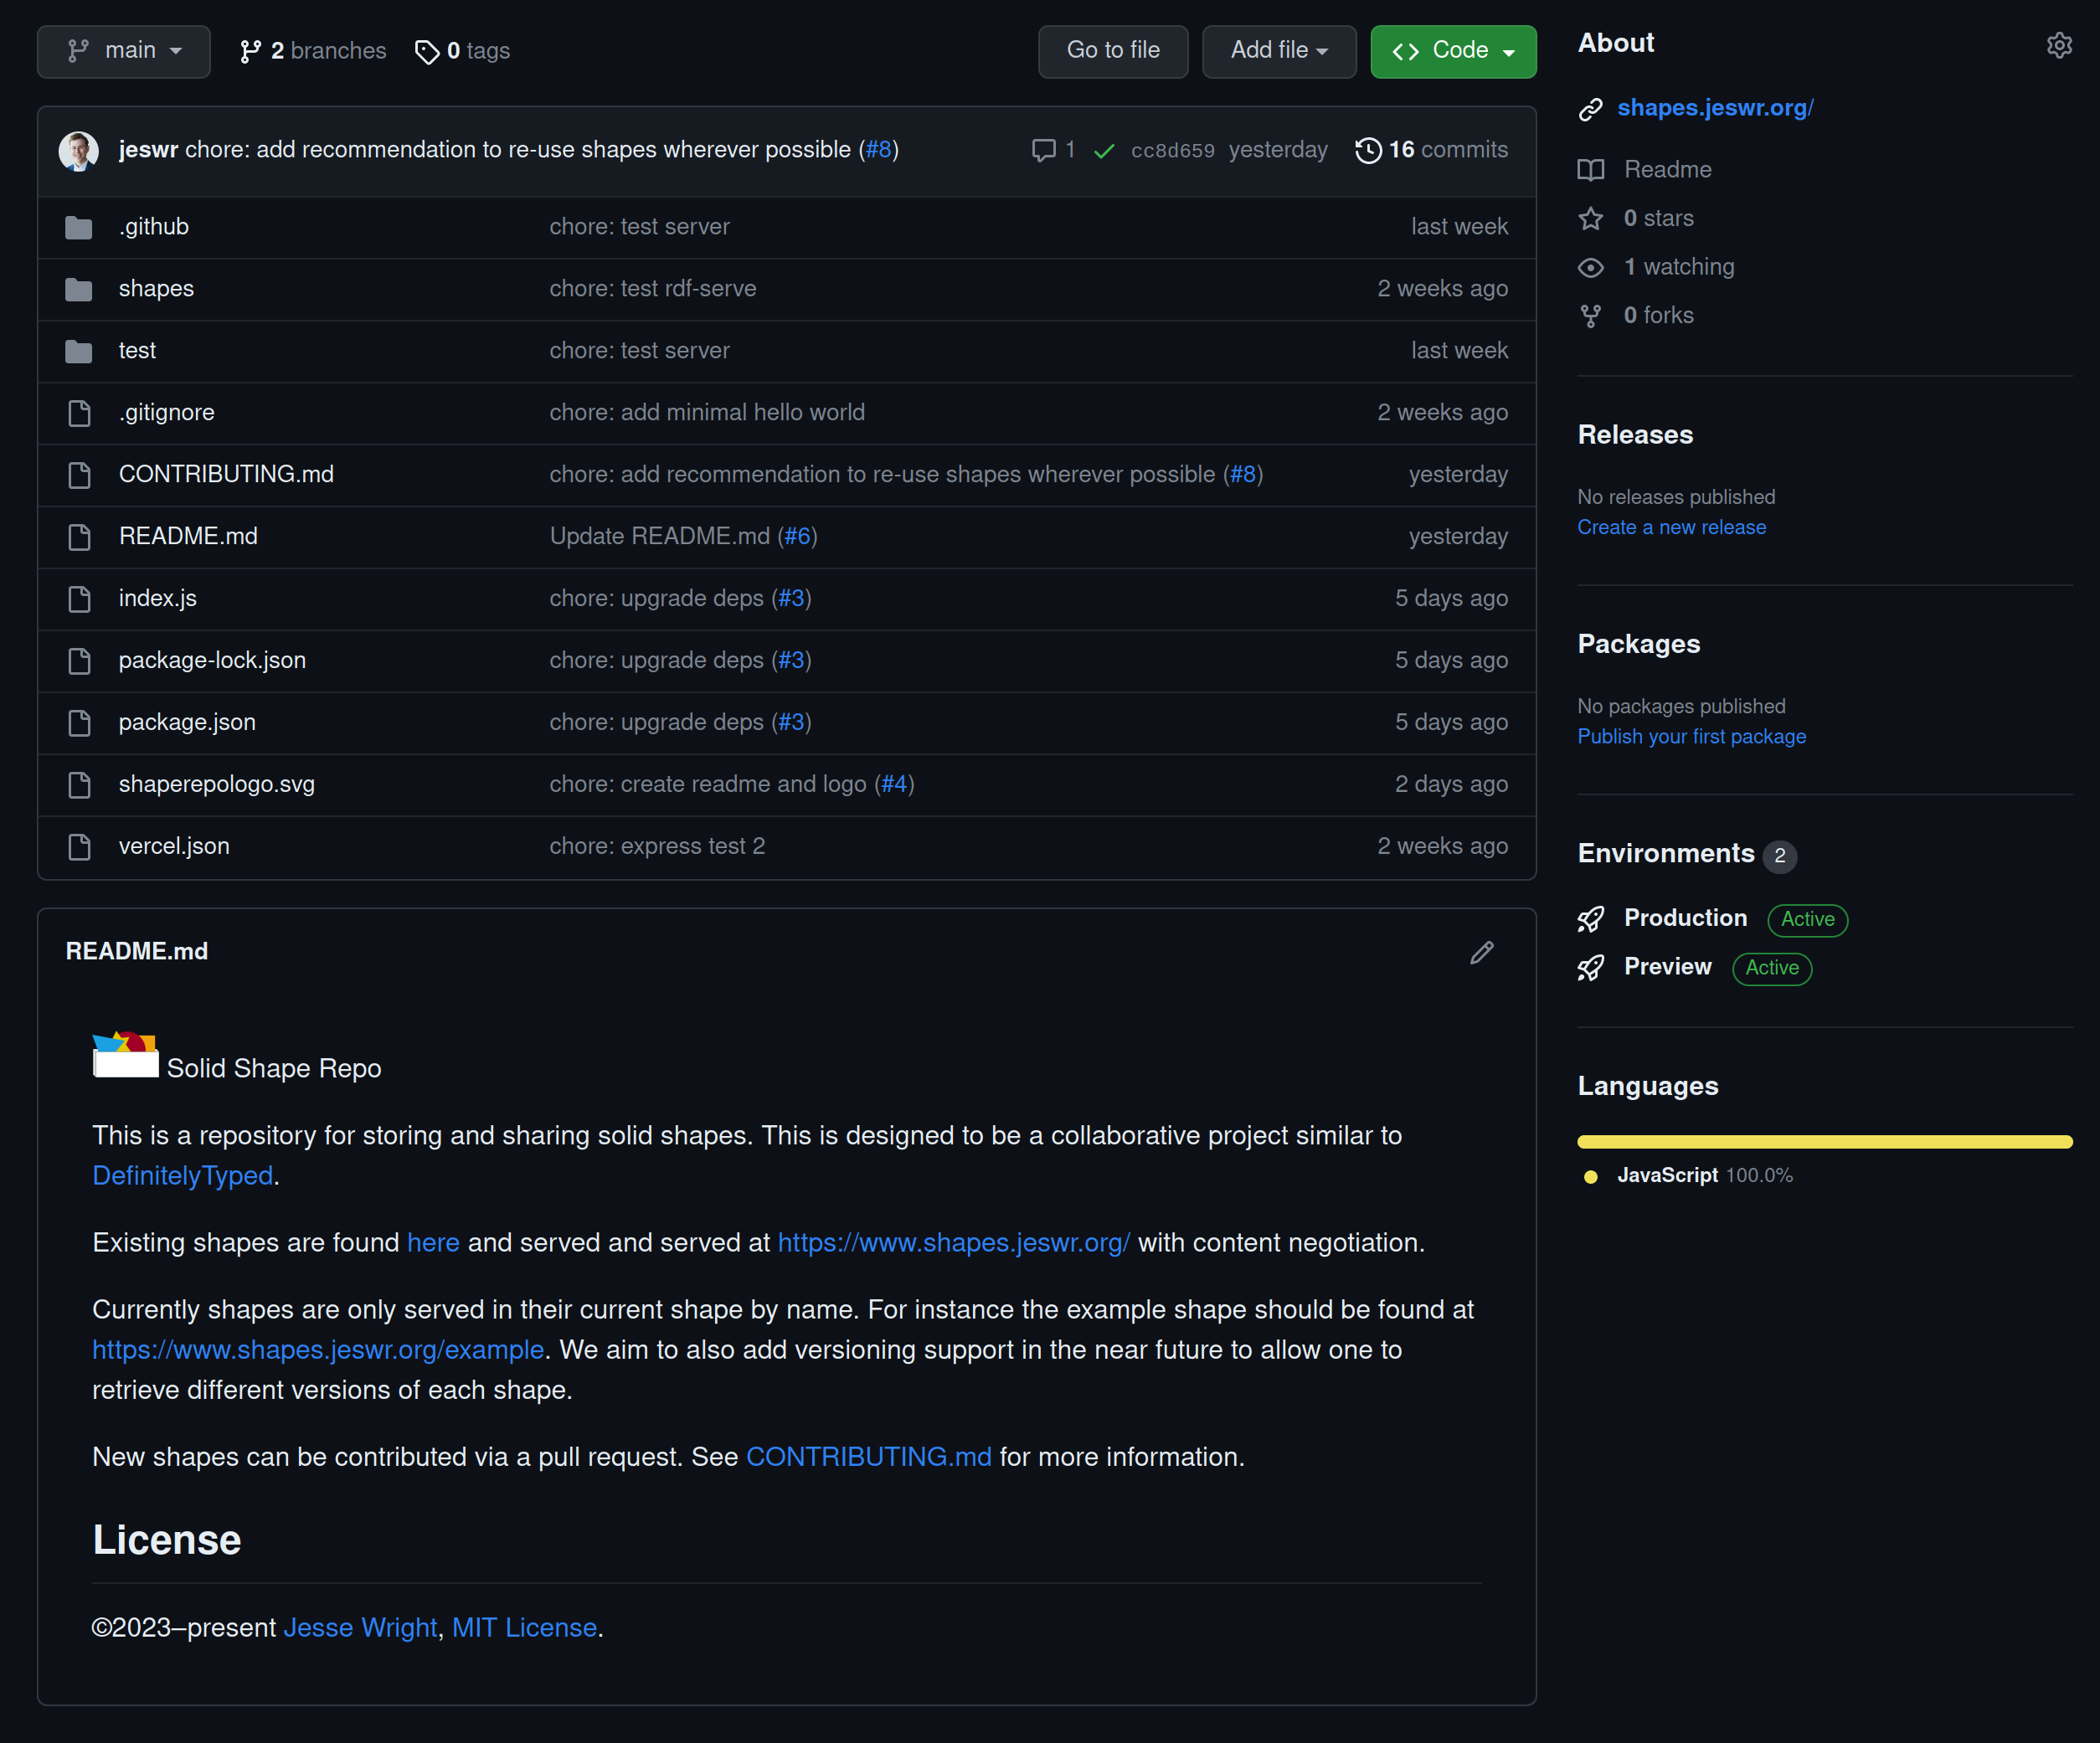 main 2 branches 0 tags Go to file Add file Code
jeswr chore: add recommendation to re-use shapes wherever possible (#8) 1 cc8d659 yesterday 16 commits
.github chore: test server last week
shapes chore: test rdf-serve 2 weeks ago
test chore: test server last week
.gitignore chore: add minimal hello world 2 weeks ago
CONTRIBUTING.md chore: add recommendation to re-use shapes wherever possible (#8) yesterday
README.md Update README.md (#6) yesterday
index.js chore: upgrade deps (#3) 5 days ago
package-lock.json chore: upgrade deps (#3) 5 days ago
package.json chore: upgrade deps (#3) 5 days ago
shaperepologo.svg chore: create readme and logo (#4) 2 days ago
vercel.json chore: express test 2 2 weeks ago
README.md
Solid Shape Repo
This is a repository for storing and sharing solid shapes. This is designed to be a collaborative project similar to
DefinitelyTyped.
Existing shapes are found here and served and served at https://www.shapes.jeswr.org/ with content negotiation.
Currently shapes are only served in their current shape by name. For instance the example shape should be found at
https://www.shapes.jeswr.org/example. We aim to also add versioning support in the near future to allow one to
retrieve different versions of each shape.
New shapes can be contributed via a pull request. See CONTRIBUTING.md for more information.
License
©2023–present Jesse Wright, MIT License.
About
shapes.jeswr.org/
Readme
0 stars
1 watching
0 forks
Releases
No releases published
Create a new release
Packages
No packages published
Publish your first package
Environments 2
Production Active
Preview Active
Languages
JavaScript 100.0%